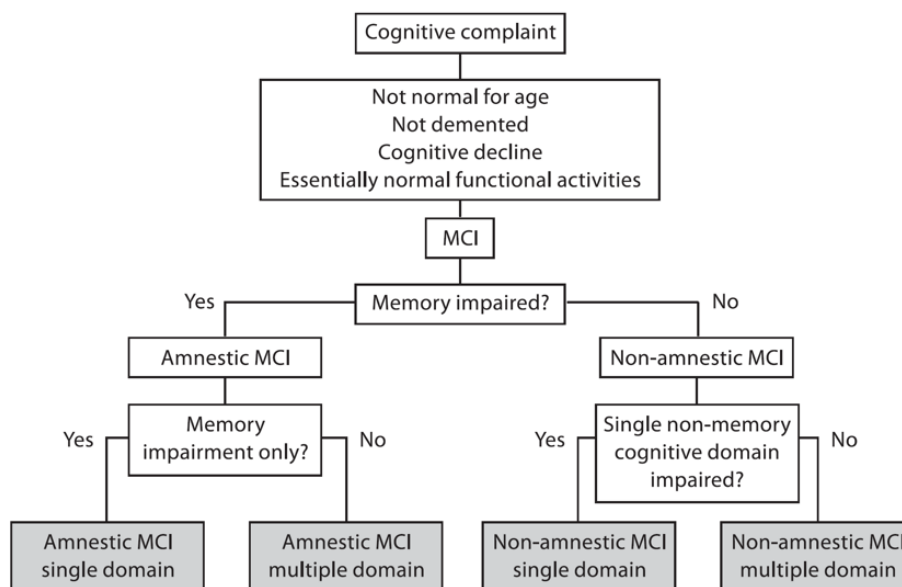 Cognitive complaint
Not normal for age
Not demented
Cognitive decline
Essentially normal functional activities
MCI
Yes
Memory impaired?
No
Amnestic MCI
Non-amnestic MCI
Yes
Memory
impairment only?
No
Yes
Single non-memory
cognitive domain
impaired?
No
Amnestic MCI
single domain
Amnestic MCI
multiple domain
Non-amnestic MCI
single domain
Non-amnestic MCI
multiple domain